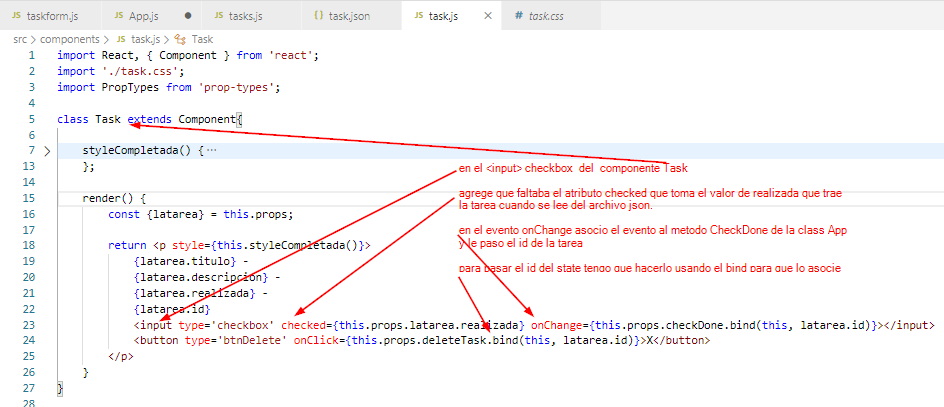 taskform.js App.js ● tasks.js {} task.json task.js × task.css
src > components > task.js > Task
1 import React, { Component } from 'react';
2 import './task.css';
3 import PropTypes from 'prop-types';
4
5 class Task extends Component{
6
7 > styleCompletada() { ···
13 };
en el <input> checkbox del componente Task
14
agrege que faltaba el atributo checked que toma el valor de realizada que trae
la tarea cuando se lee del archivo json.
15 render() {
16 const {latarea} = this.props;
17
en el evento onChange asocio el evento al metodo CheckDone de la class App
y le paso el id de la tarea
18 return <p style={this.styleCompletada()}>
19 {latarea.titulo} -
para pasar el id del state tengo que hacerlo usando el bind para que lo asocie
20 {latarea.descripcion} -
21 {latarea.realizada} -
22 {latarea.id}
23 <input type='checkbox' checked={this.props.latarea.realizada} onChange={this.props.checkDone.bind(this, latarea.id)}></input>
24 <button type='btnDelete' onClick={this.props.deleteTask.bind(this, latarea.id)}>X</button>
25 </p>
26 }
27 }
28